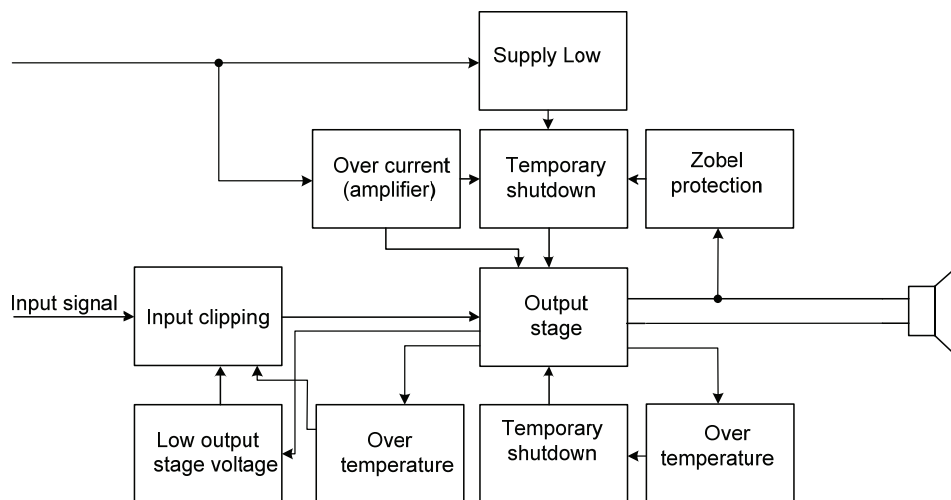 Supply Low
Over current
(amplifier)
Temporary
shutdown
Zobel
protection
Input signal
Input clipping
Output
stage
Low output
stage voltage
Over
temperature
Temporary
shutdown
Over
temperature